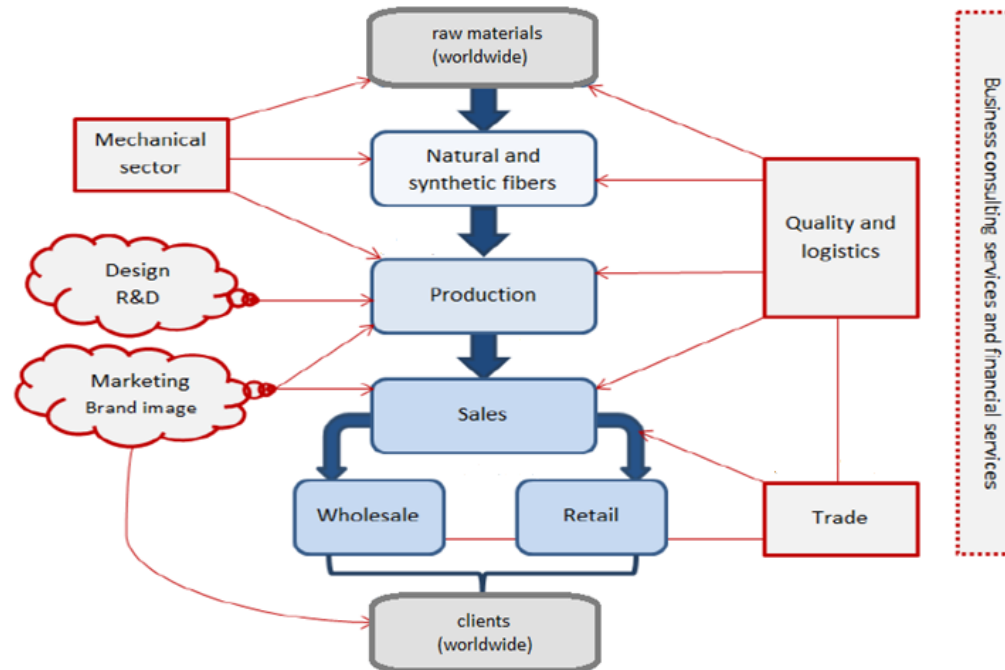 raw materials
(worldwide)
Mechanical
sector
Natural and
synthetic fibers
Quality and
logistics
Design
R&D
Production
Marketing
Brand image
Sales
Wholesale
Retail
Trade
clients
(worldwide)
Business consulting services and financial services